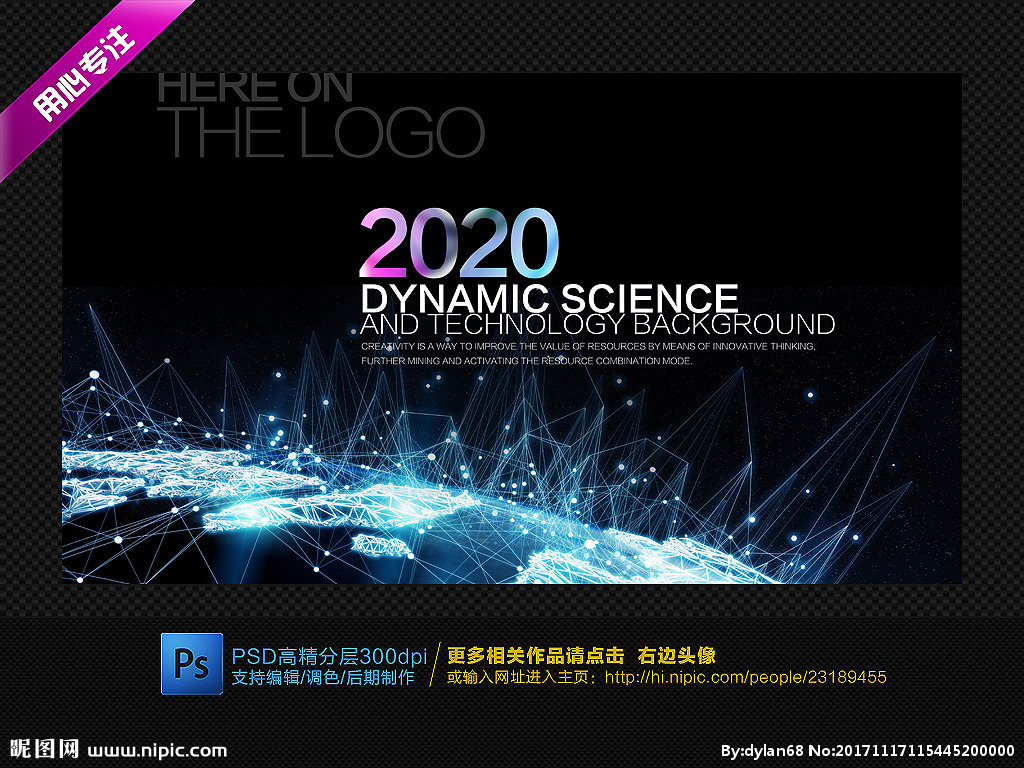 用心专注
HERE ON
THE LOGO
2020
DYNAMIC SCIENCE
AND TECHNOLOGY BACKGROUND
CREATIVITY IS A WAY TO IMPROVE THE VALUE OF RESOURCES BY MEANS OF INNOVATIVE THINKING,
FURTHER MINING AND ACTIVATING THE RESOURCE COMBINATION MODE.
Ps
PSD高精分层300dpi
支持编辑/调色/后期制作
更多相关作品请点击 右边头像
或输入网址进入主页：http://hi.nipic.com/people/23189455
昵图网 www.nipic.com
By:dylan68 No:20171117115445200000